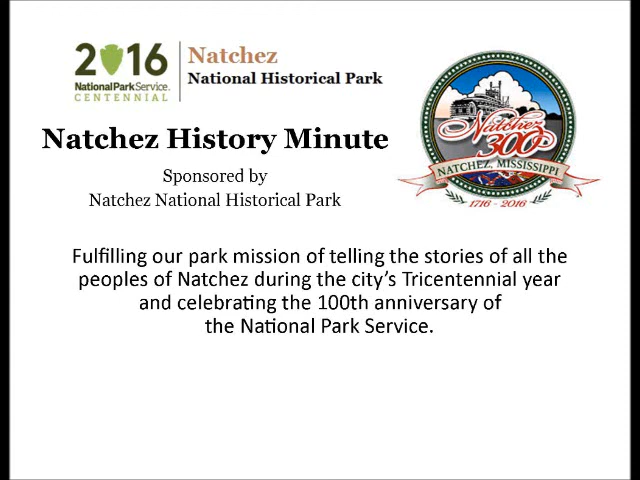 2016
National Park Service.
CENTENNIAL
Natchez
National Historical Park
Natchez History Minute
Sponsored by
Natchez National Historical Park
Natchez
300
NATCHEZ, MISSISSIPPI
1716 - 2016
Fulfilling our park mission of telling the stories of all the
peoples of Natchez during the city's Tricentennial year
and celebrating the 100th anniversary of
the National Park Service.